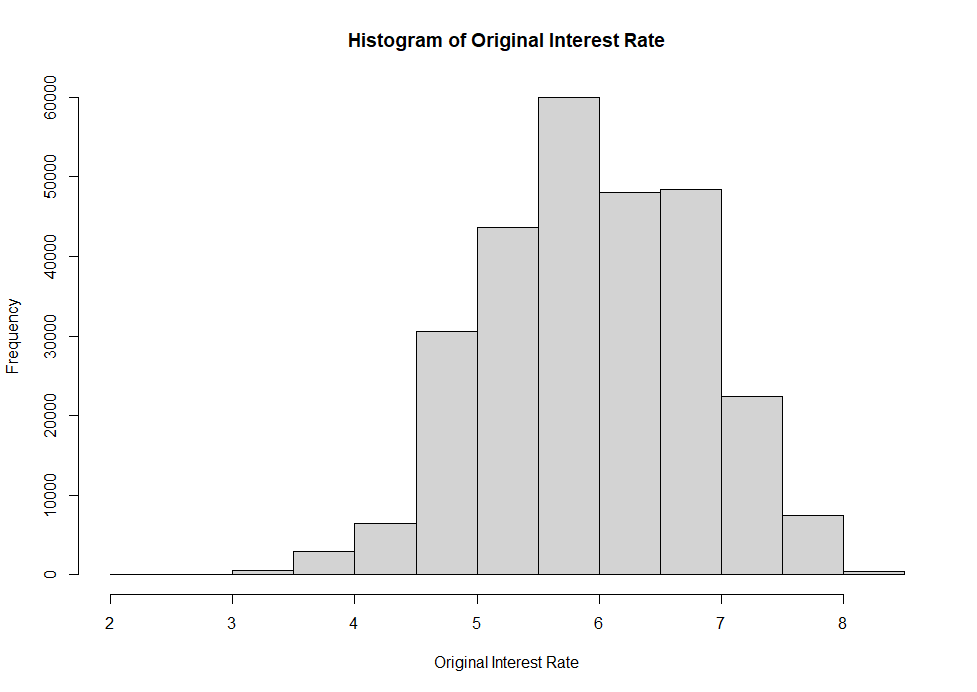 Histogram of Original Interest Rate
Frequency
60000
50000
40000
30000
20000
10000
0
2 3 4 5 6 7 8
Original Interest Rate